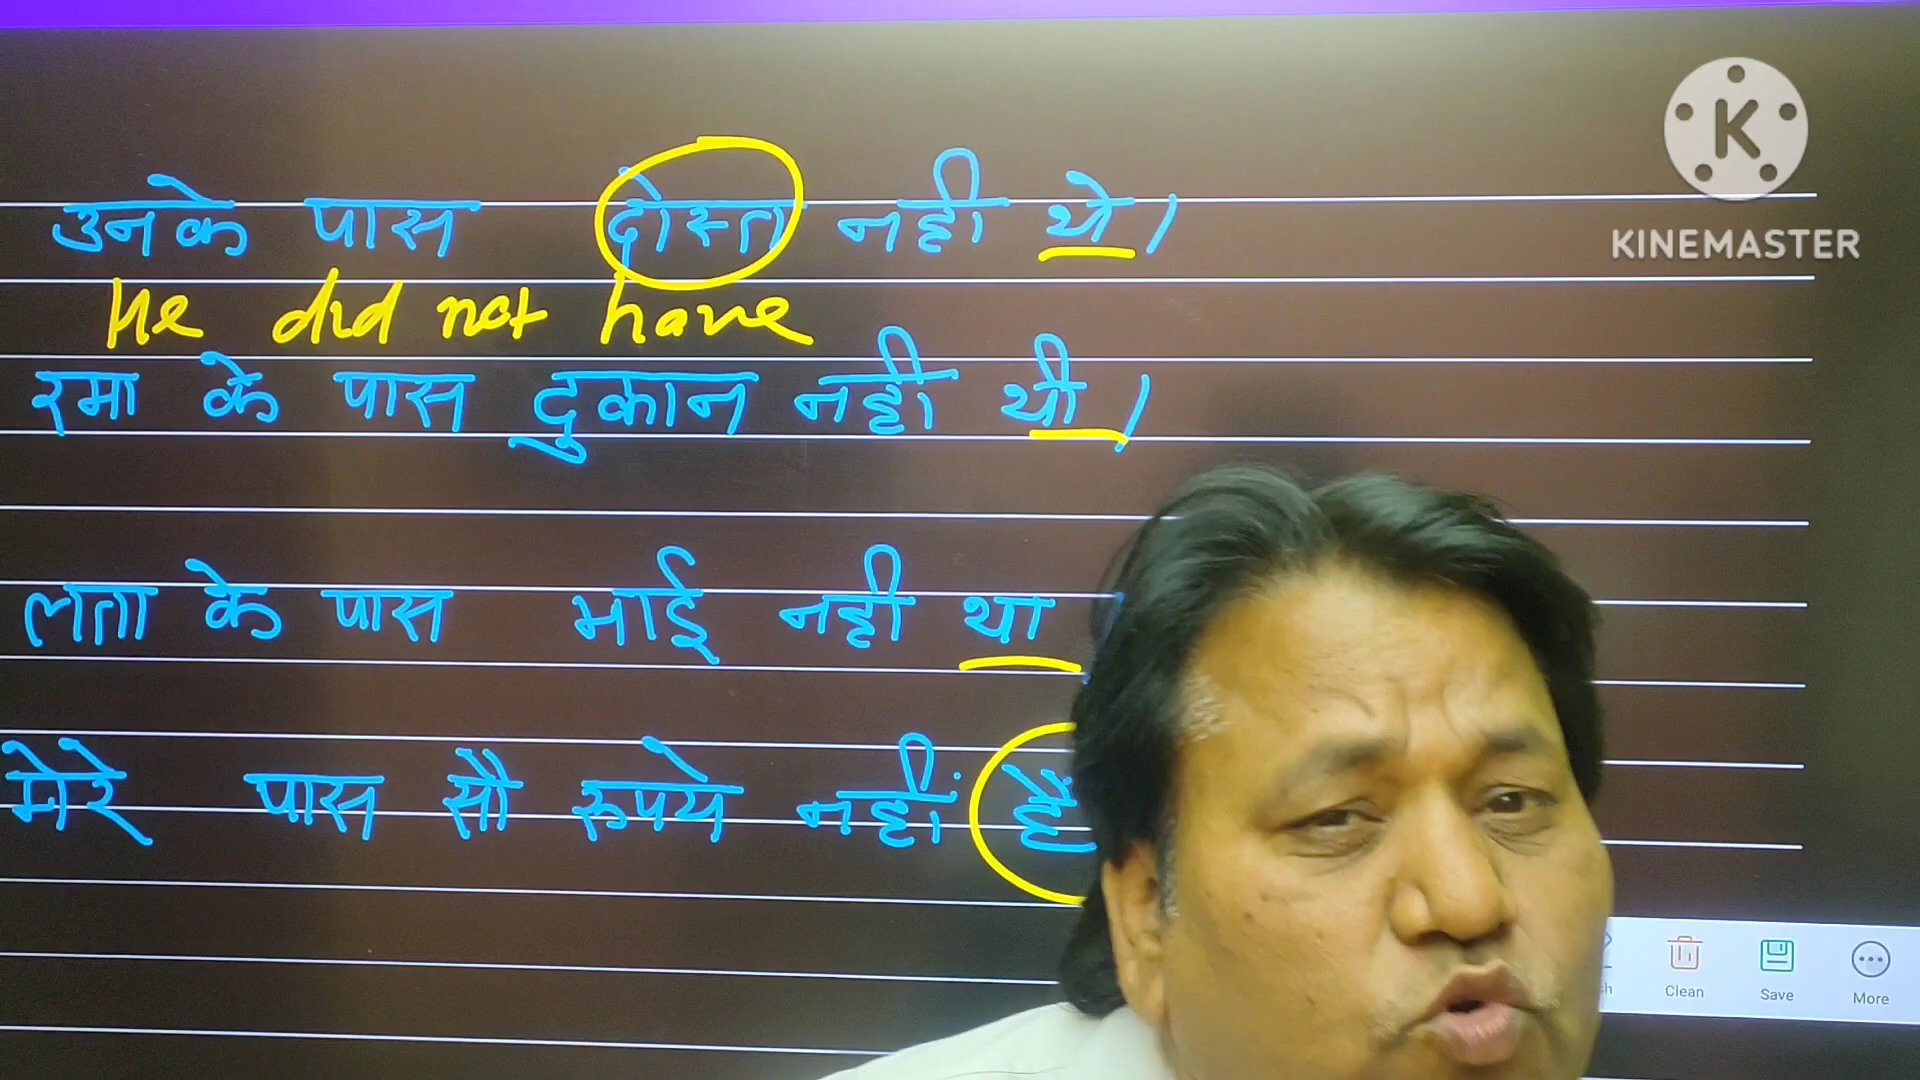 उनके पास दोस्त नही थे।
He did not have
रमा के पास दुकान नही थी।
लता के पास भाई नही था
मेरे पास सौ रूपये नहीं हैं
KINEMASTER
Clean
Save
More